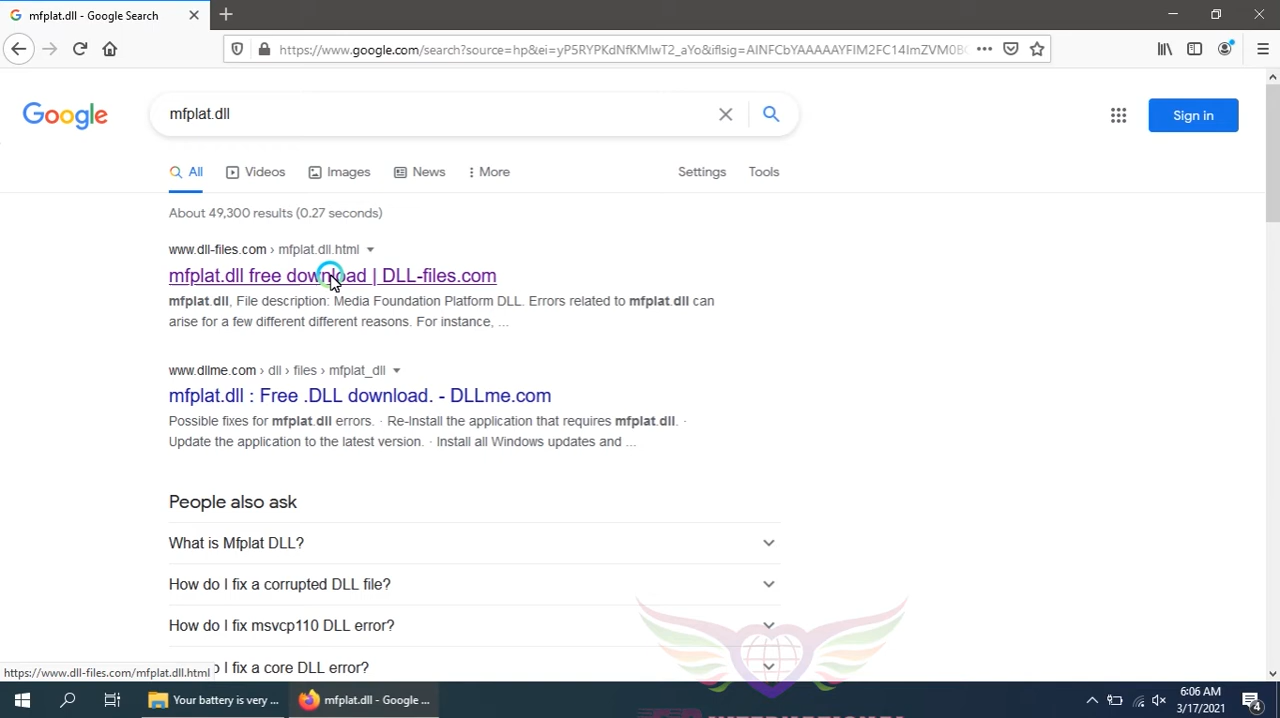 mfplat.dll - Google Search
https://www.google.com/search?source=hp&ei=yP5RYPKdNfKMlwT2_aYo&iflsig=AINFCbYAAAAAYFIM2FC14ImZVM0B
Google
mfplat.dll
Sign in
All Videos Images News More Settings Tools
About 49,300 results (0.27 seconds)
www.dll-files.com › mfplat.dll.html
mfplat.dll free download | DLL-files.com
mfplat.dll, File description: Media Foundation Platform DLL. Errors related to mfplat.dll can
arise for a few different different reasons. For instance, ...
www.dllme.com › dll › files › mfplat_dll
mfplat.dll : Free .DLL download. - DLLme.com
Possible fixes for mfplat.dll errors. · Re-Install the application that requires mfplat.dll. ·
Update the application to the latest version. · Install all Windows updates and ...
People also ask
What is Mfplat DLL?
How do I fix a corrupted DLL file?
How do I fix msvcp110 DLL error?
I fix a core DLL error?
https://www.dll-files.com/mfplat.dll.html
Your battery is very ...
mfplat.dll - Google ...
6:06 AM
3/17/2021
4